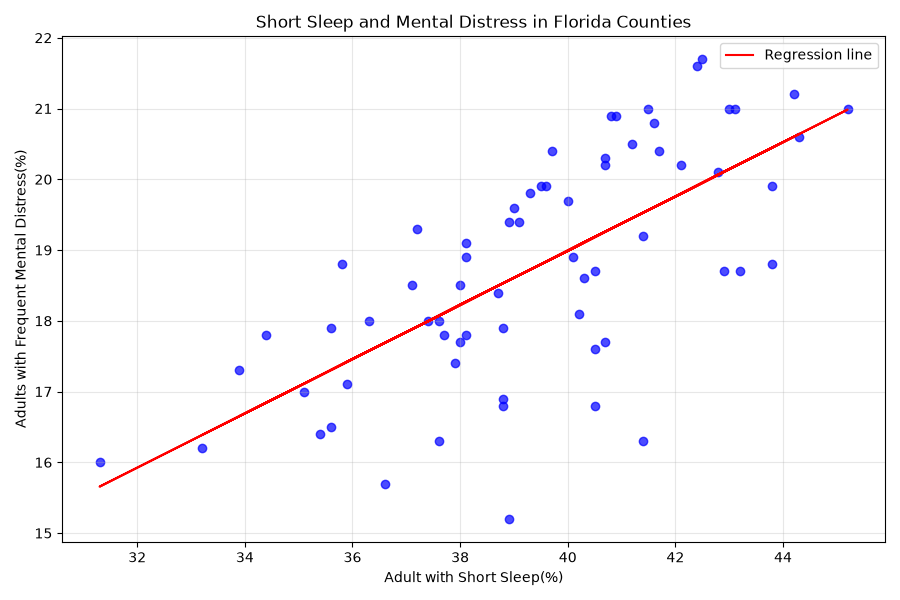 Short Sleep and Mental Distress in Florida Counties
Regression line
Adults with Frequent Mental Distress(%)
22
21
20
19
18
17
16
15
32 34 36 38 40 42 44
Adult with Short Sleep(%)